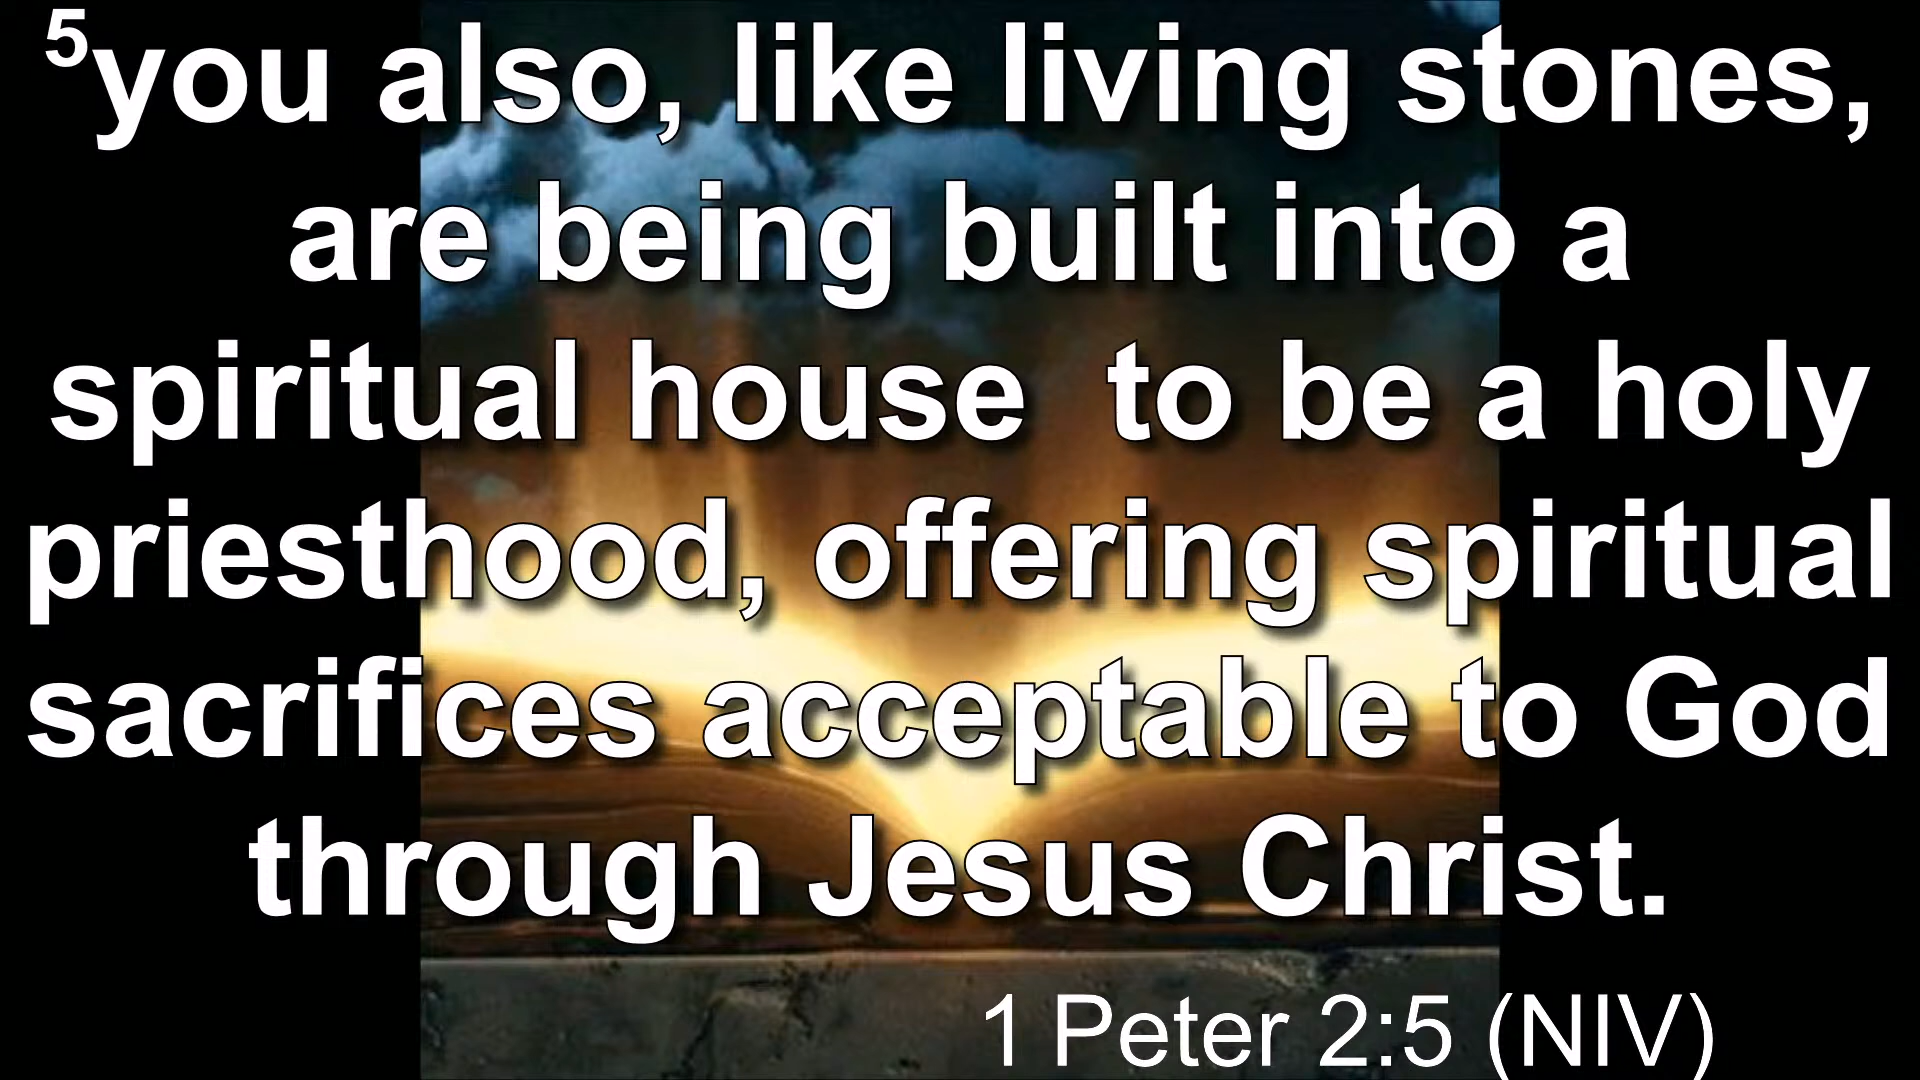 ⁵you also, like living stones,
are being built into a
spiritual house  to be a holy
priesthood, offering spiritual
sacrifices acceptable to God
through Jesus Christ.
1 Peter 2:5 (NIV)